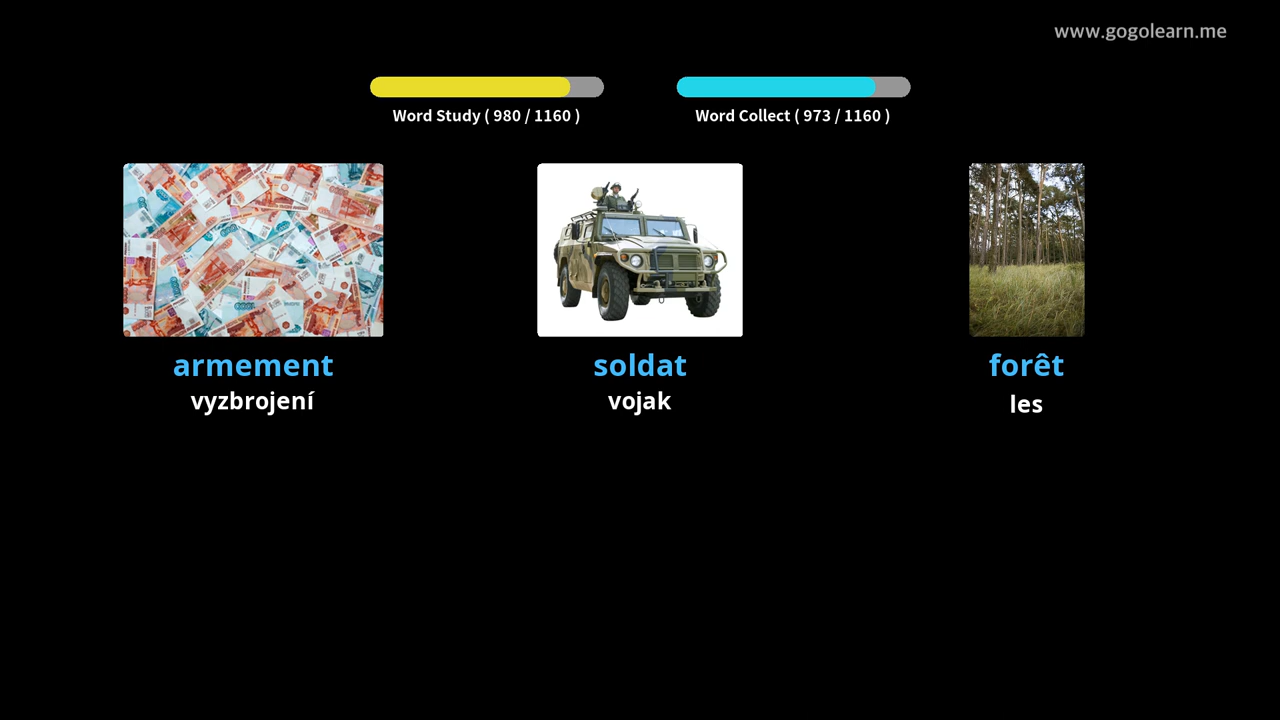 www.gogolearn.me
Word Study ( 980 / 1160 )
Word Collect ( 973 / 1160 )
armement
soldat
forêt
vyzbrojení
vojak
les